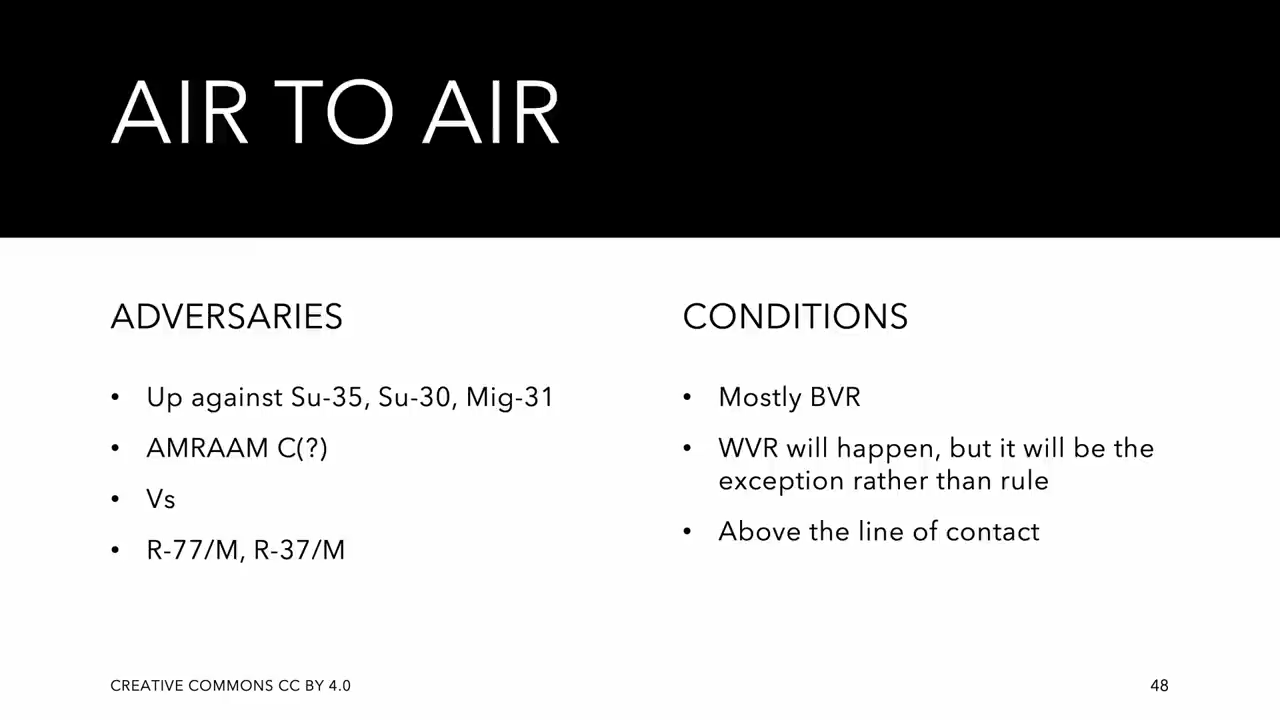 AIR TO AIR
ADVERSARIES
• Up against Su-35, Su-30, Mig-31
• AMRAAM C(?)
• Vs
• R-77/M, R-37/M
CONDITIONS
• Mostly BVR
• WVR will happen, but it will be the
exception rather than rule
• Above the line of contact
CREATIVE COMMONS CC BY 4.0
48